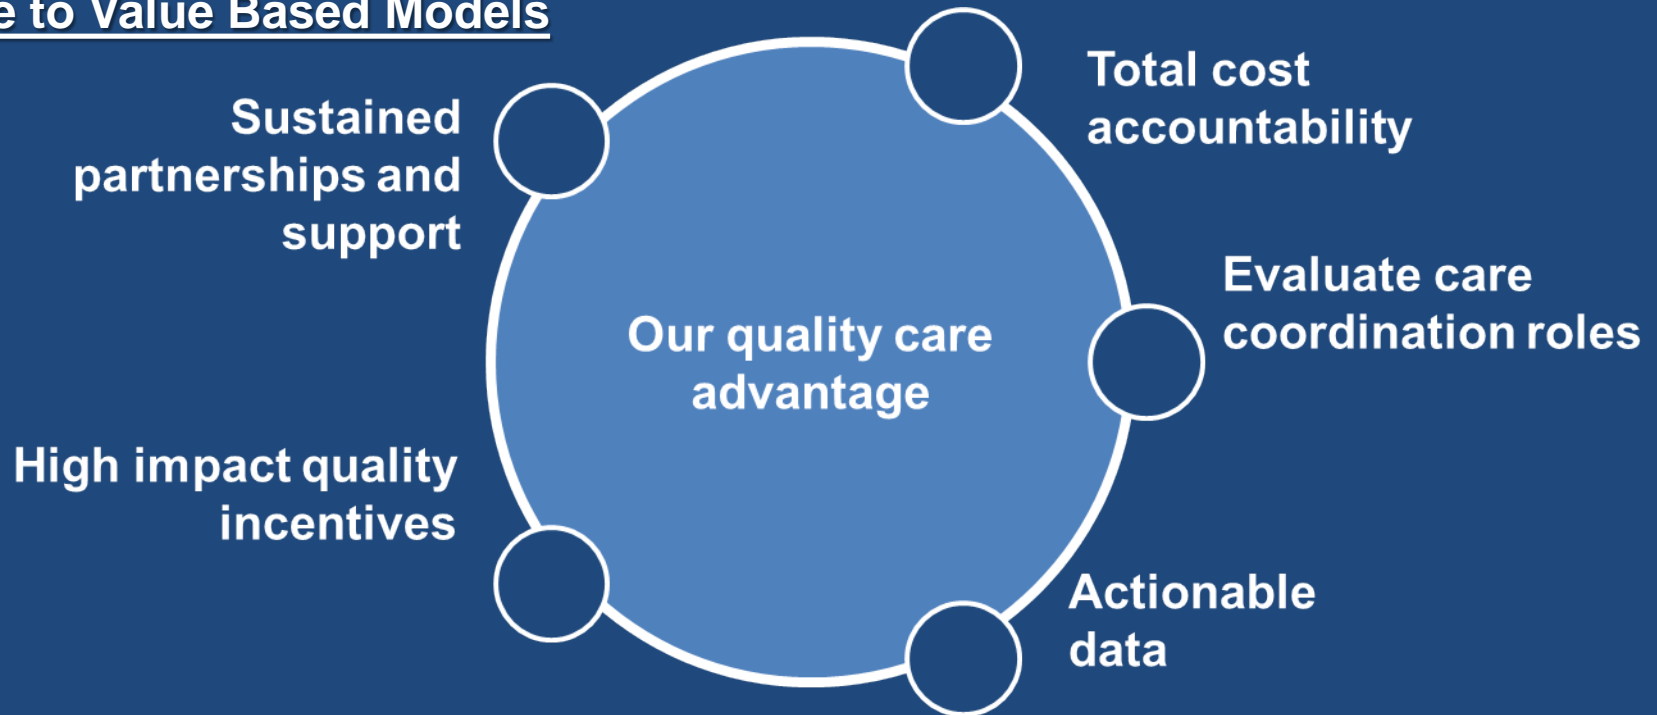 e to Value Based Models
Sustained
partnerships and
support
Total cost
accountability
Evaluate care
coordination roles
Our quality care
advantage
High impact quality
incentives
Actionable
data